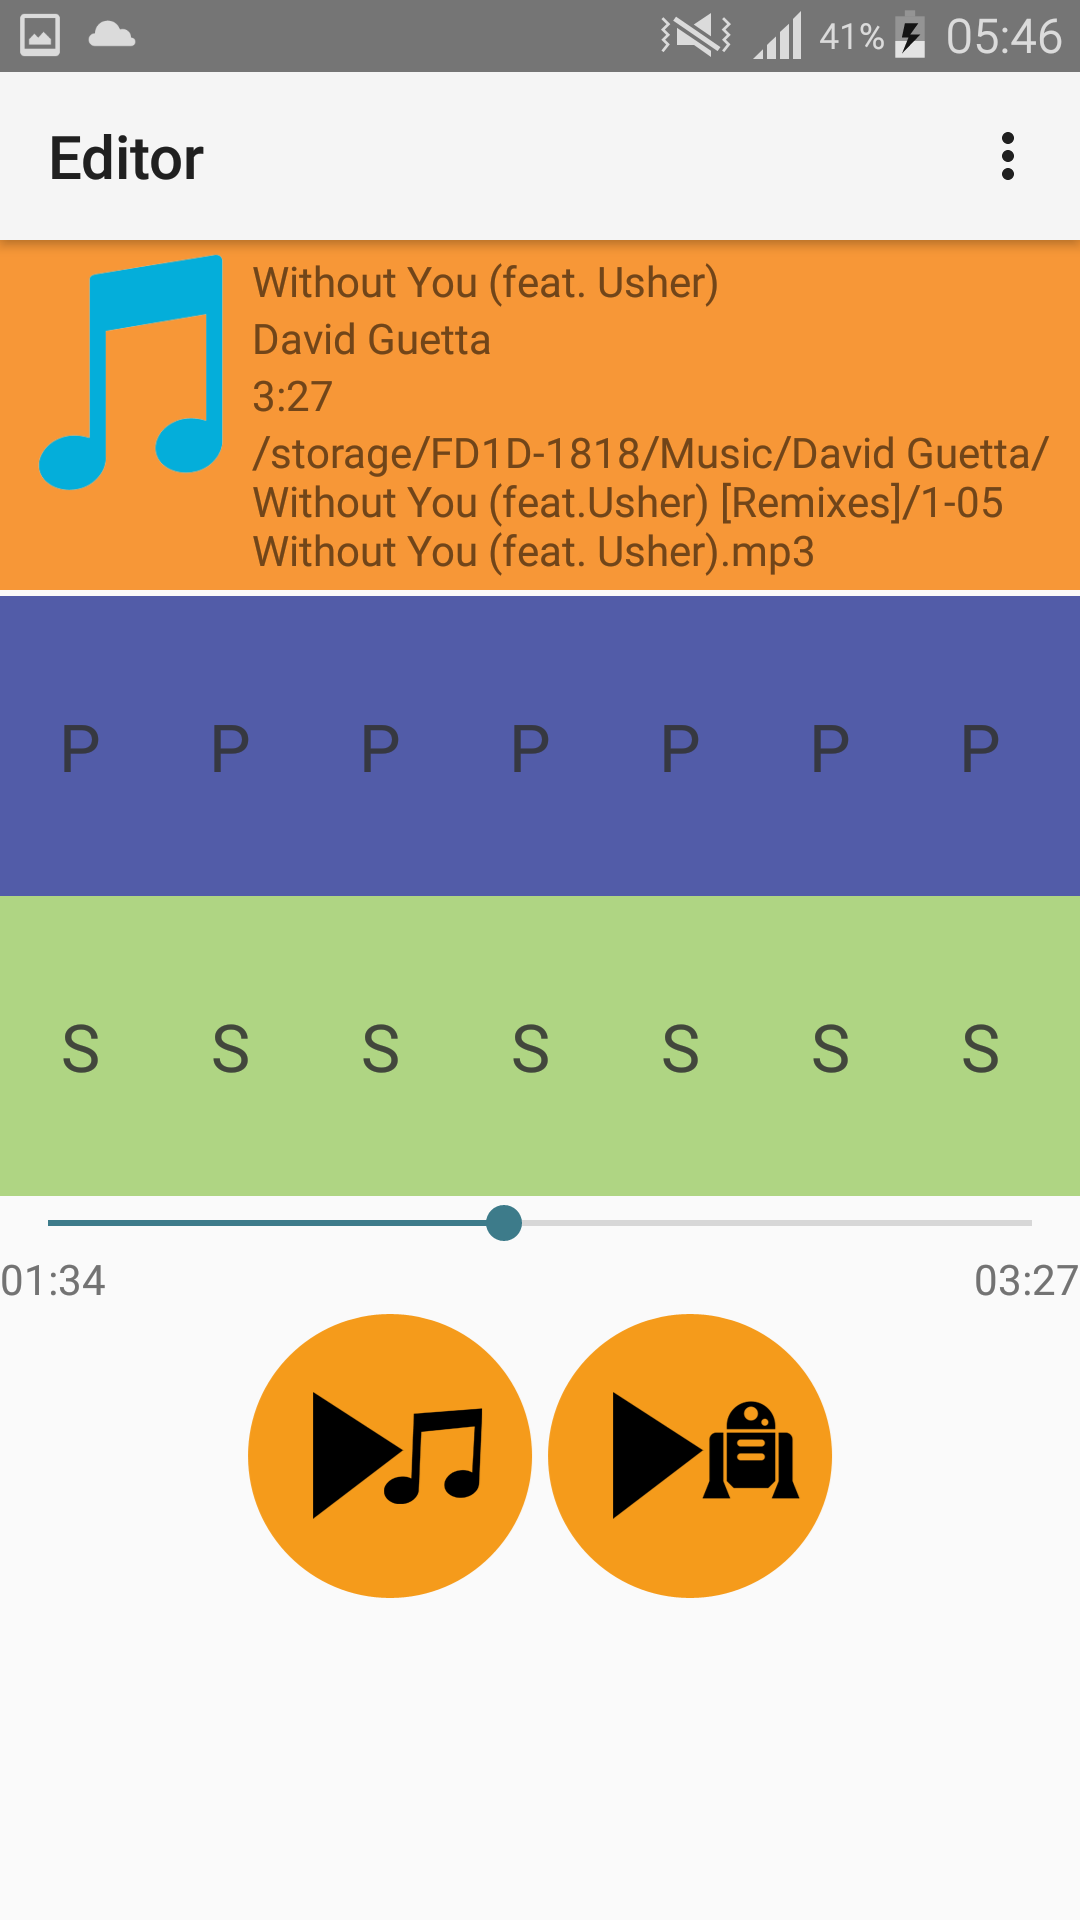 41% 05:46
Editor
Without You (feat. Usher)
David Guetta
3:27
/storage/FD1D-1818/Music/David Guetta/
Without You (feat.Usher) [Remixes]/1-05
Without You (feat. Usher).mp3
P P P P P P P
S S S S S S S
01:34 03:27